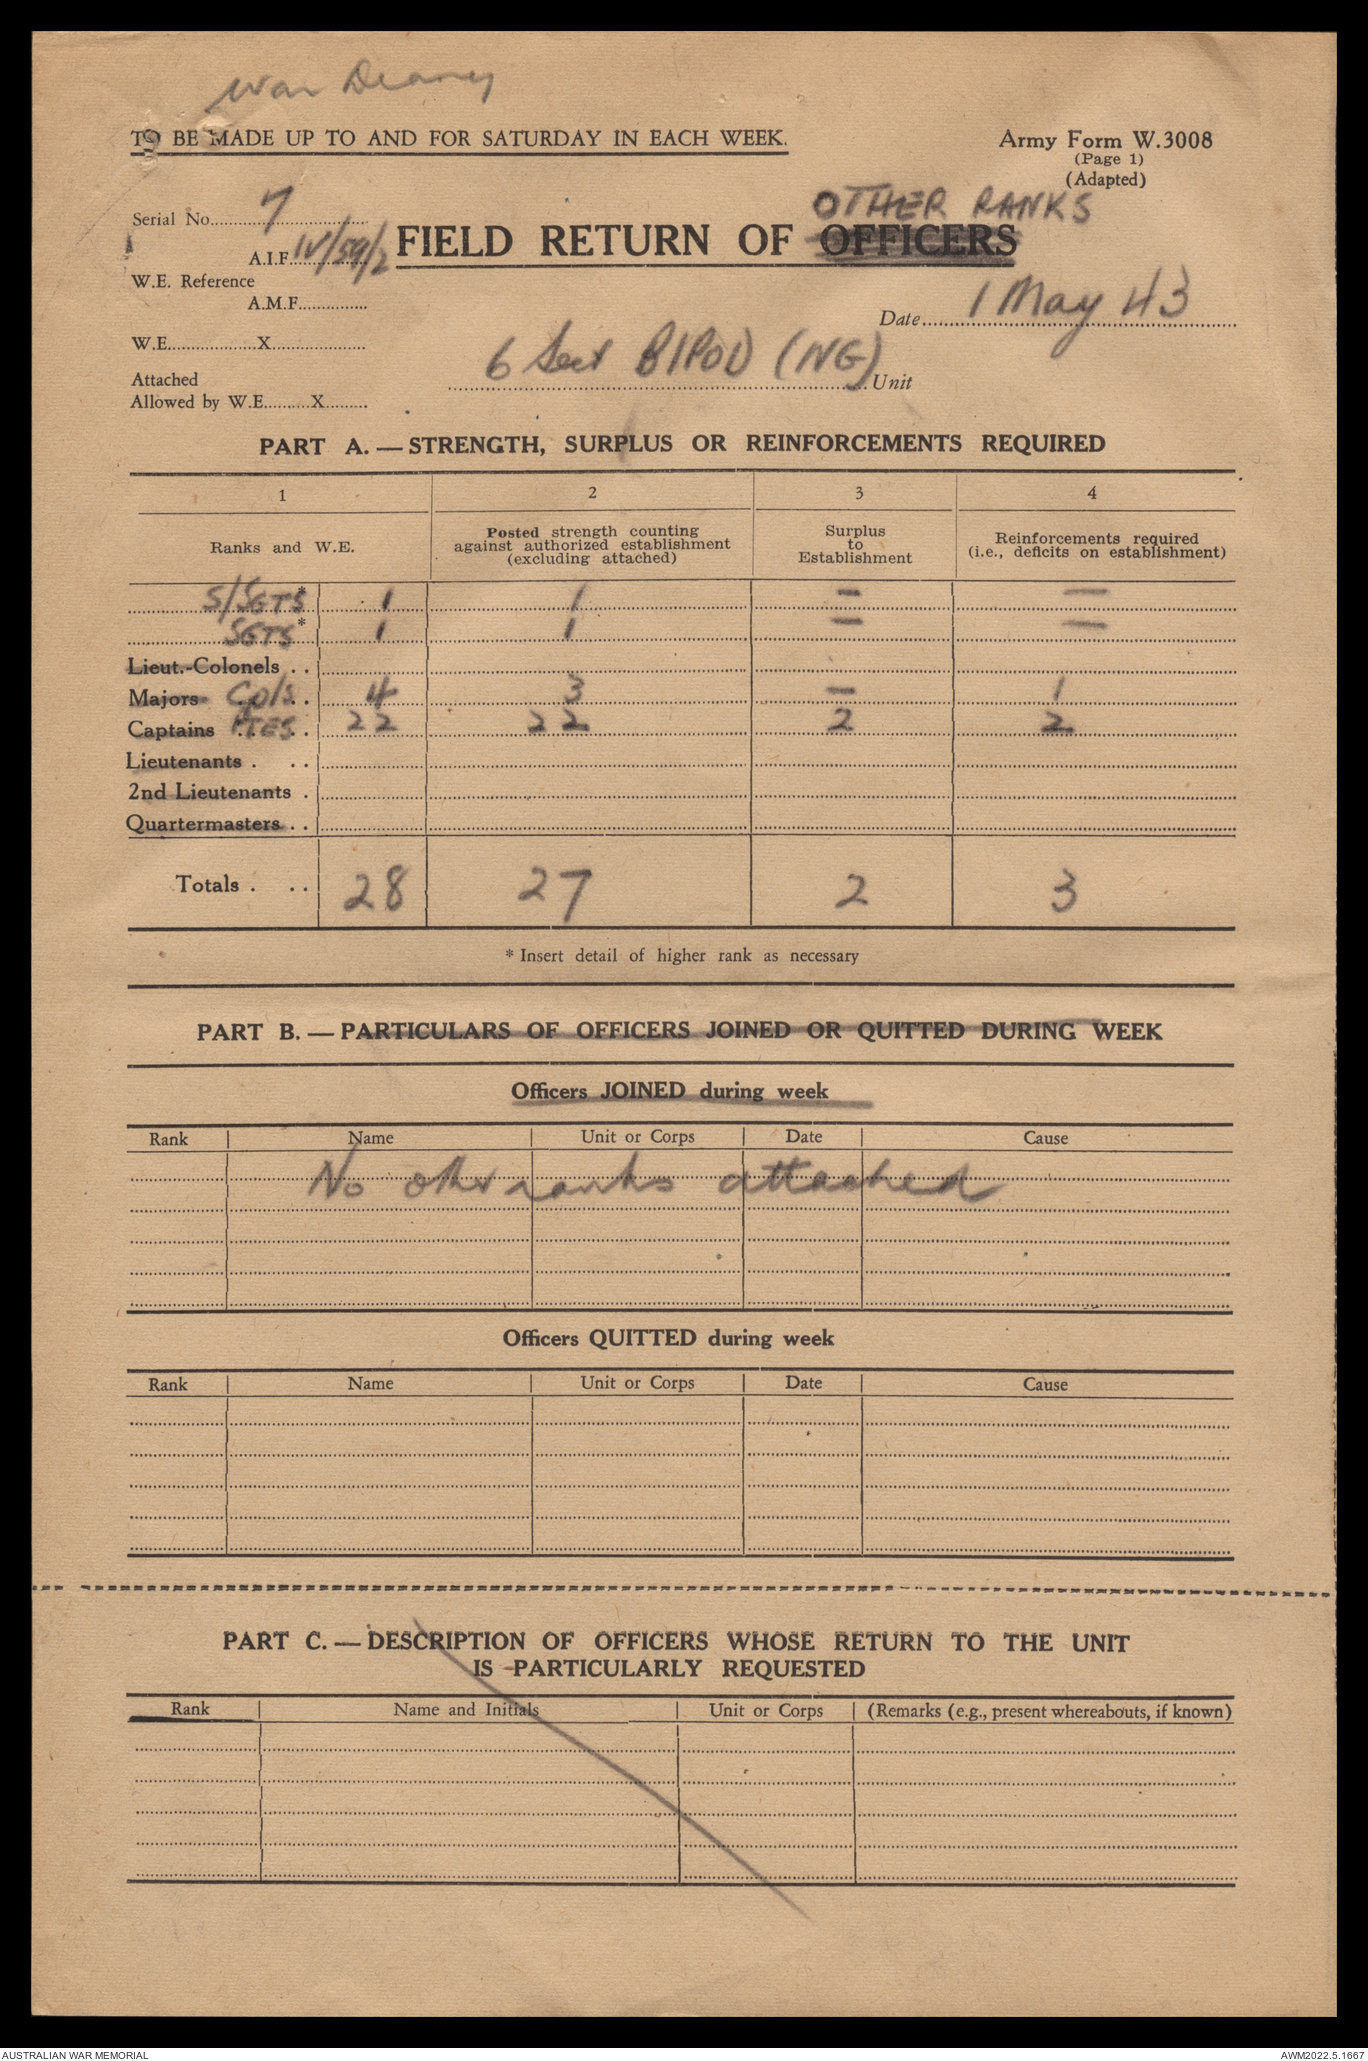 War Deary
TO BE MADE UP TO AND FOR SATURDAY IN EACH WEEK.
Army Form W.3008
(Page 1)
(Adapted)
Serial No. 7
OTHER RANKS
A.I.F. IV/59/2
FIELD RETURN OF OFFICERS
W.E. Reference
A.M.F.
Date 1 May 43
W.E. X
6 Sect BIPOD (NG) Unit
Attached
Allowed by W.E. X
PART A. — STRENGTH, SURPLUS OR REINFORCEMENTS REQUIRED
1 2 3 4
Ranks and W.E.
Posted strength counting against authorized establishment (excluding attached)
Surplus to Establishment
Reinforcements required (i.e., deficits on establishment)
S/SGTS* 1 1 — —
SGTS* 1 1 — —
Lieut.-Colonels . .
Majors Cpls . . 4 3 — 1
Captains PTES . . 22 22 2 2
Lieutenants . . .
2nd Lieutenants .
Quartermasters . .
Totals . . . 28 27 2 3
* Insert detail of higher rank as necessary
PART B. — PARTICULARS OF OFFICERS JOINED OR QUITTED DURING WEEK
Officers JOINED during week
Rank Name Unit or Corps Date Cause
No other ranks attached
Officers QUITTED during week
Rank Name Unit or Corps Date Cause
PART C. — DESCRIPTION OF OFFICERS WHOSE RETURN TO THE UNIT
IS PARTICULARLY REQUESTED
Rank Name and Initials Unit or Corps (Remarks (e.g., present whereabouts, if known)
AUSTRALIAN WAR MEMORIAL
AWM2022.5.1667